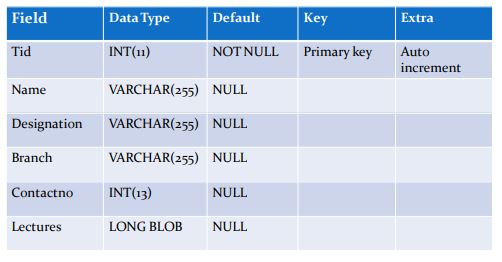 Field Data Type Default Key Extra
Tid INT(11) NOT NULL Primary key Auto
increment
Name VARCHAR(255) NULL
Designation VARCHAR(255) NULL
Branch VARCHAR(255) NULL
Contactno INT(13) NULL
Lectures LONG BLOB NULL